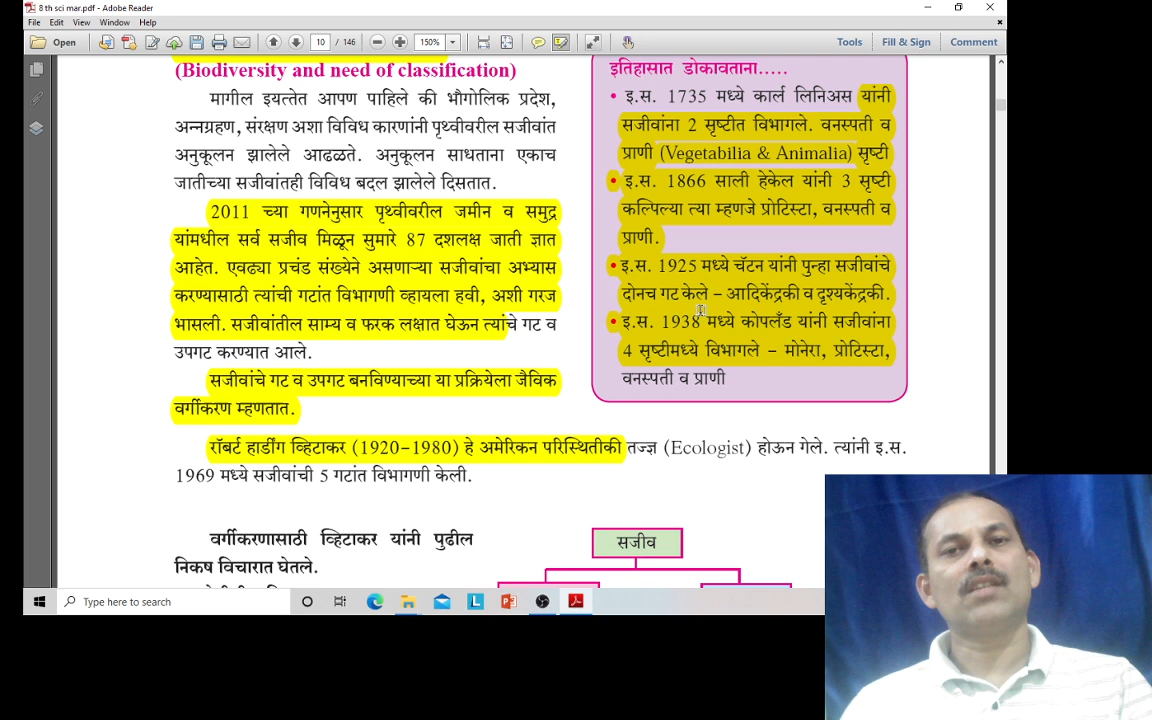 8 th sci mar.pdf - Adobe Reader
File Edit View Window Help
Open 10 / 146 150% Tools Fill & Sign Comment
(Biodiversity and need of classification)
मागील इयत्तेत आपण पाहिले की भौगोलिक प्रदेश,
अन्नग्रहण, संरक्षण अशा विविध कारणांनी पृथ्वीवरील सजीवांत
अनुकूलन झालेले आढळते. अनुकूलन साधताना एकाच
जातीच्या सजीवांतही विविध बदल झालेले दिसतात.
2011 च्या गणनेनुसार पृथ्वीवरील जमीन व समुद्र
यांमधील सर्व सजीव मिळून सुमारे 87 दशलक्ष जाती ज्ञात
आहेत. एवढ्या प्रचंड संख्येने असणाऱ्या सजीवांचा अभ्यास
करण्यासाठी त्यांची गटांत विभागणी व्हायला हवी, अशी गरज
भासली. सजीवांतील साम्य व फरक लक्षात घेऊन त्यांचे गट व
उपगट करण्यात आले.
सजीवांचे गट व उपगट बनविण्याच्या या प्रक्रियेला जैविक
वर्गीकरण म्हणतात.
इतिहासात डोकावताना.....
• इ.स. 1735 मध्ये कार्ल लिनिअस यांनी
सजीवांना 2 सृष्टीत विभागले. वनस्पती व
प्राणी (Vegetabilia & Animalia) सृष्टी
• इ.स. 1866 साली हेकेल यांनी 3 सृष्टी
कल्पिल्या त्या म्हणजे प्रोटिस्टा, वनस्पती व
प्राणी.
• इ.स. 1925 मध्ये चॅटन यांनी पुन्हा सजीवांचे
दोनच गट केले – आदिकेंद्रकी व दृश्यकेंद्रकी.
• इ.स. 1938 मध्ये कोपलँड यांनी सजीवांना
4 सृष्टीमध्ये विभागले – मोनेरा, प्रोटिस्टा,
वनस्पती व प्राणी
रॉबर्ट हार्डींग व्हिटाकर (1920-1980) हे अमेरिकन परिस्थितीकी तज्ज्ञ (Ecologist) होऊन गेले. त्यांनी इ.स.
1969 मध्ये सजीवांची 5 गटांत विभागणी केली.
वर्गीकरणासाठी व्हिटाकर यांनी पुढील
निकष विचारात घेतले.
सजीव
Type here to search